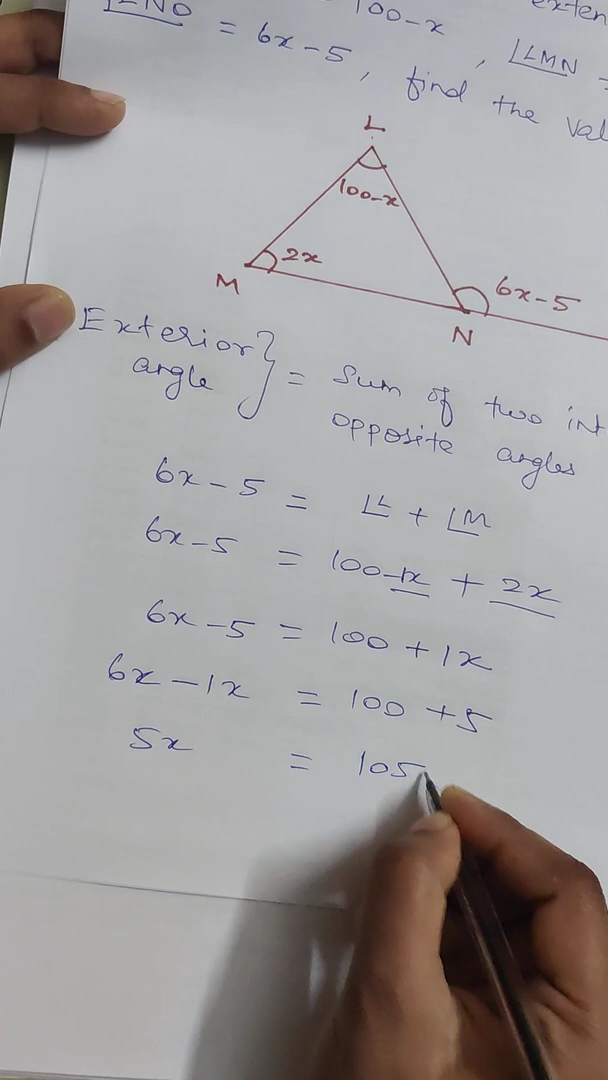 100-x exten
∠LNO = 6x-5, ∠LMN =
find the val
L
100-x
M 2x
6x-5
N
Exterior angle } = Sum of two int
opposite angles
6x-5 = ∠L + ∠M
6x-5 = 100-1x + 2x
6x-5 = 100+1x
6x-1x = 100 +5
5x = 105